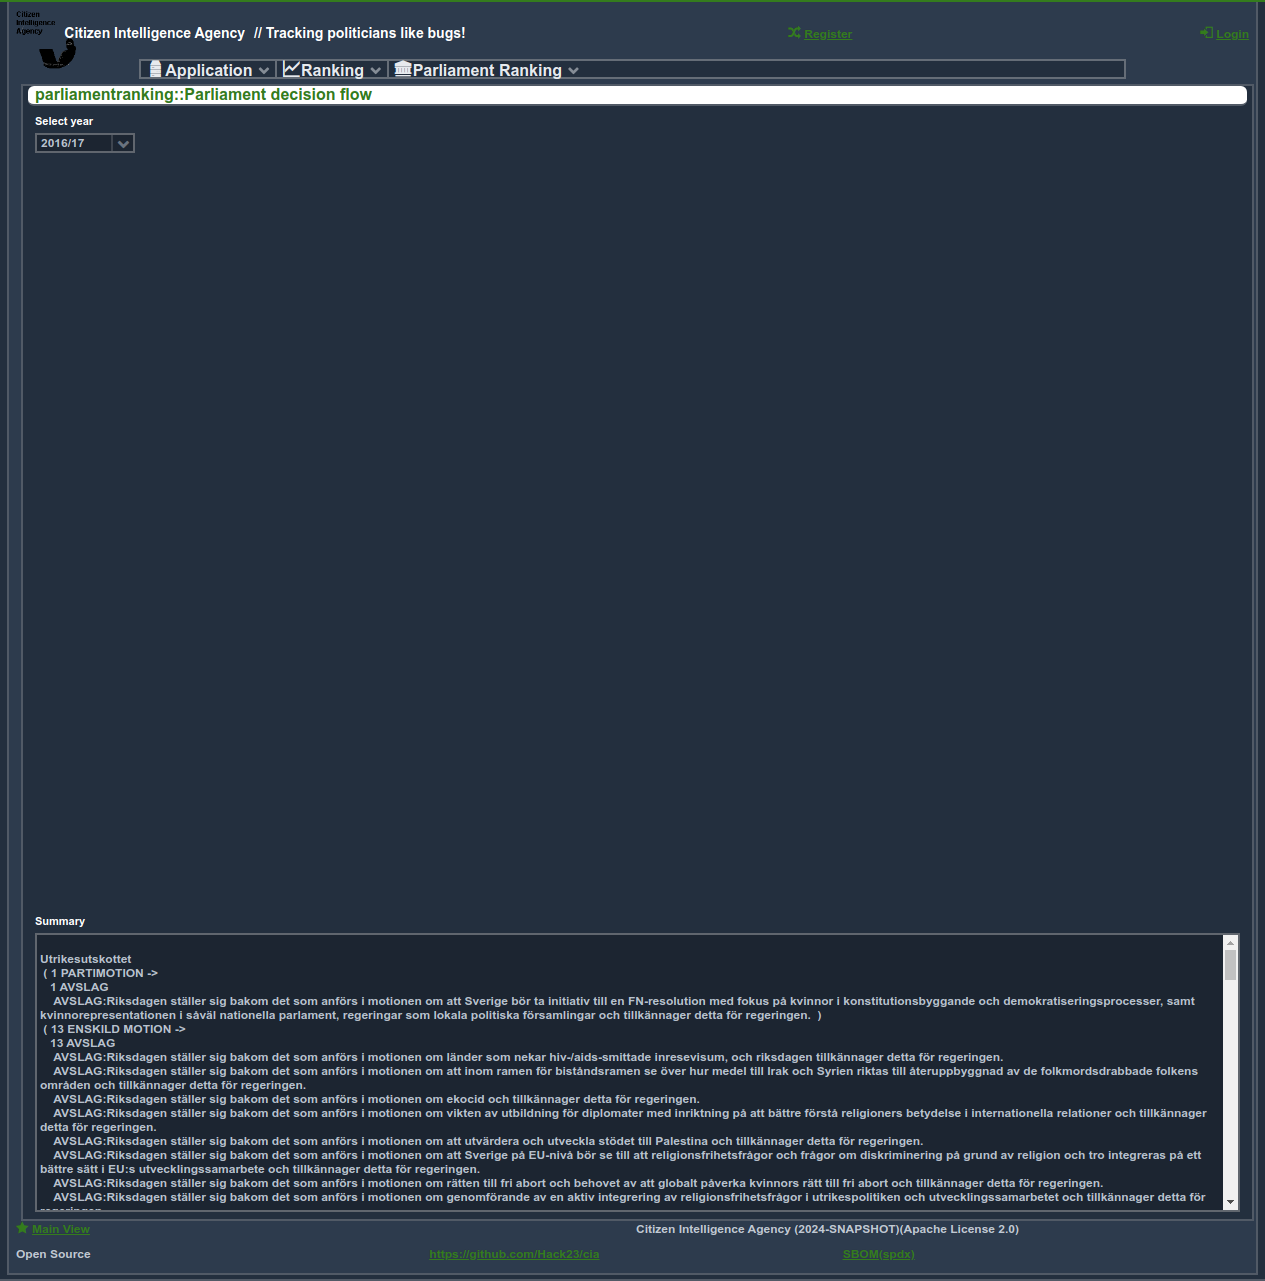 Citizen
Intelligence
Agency
Citizen Intelligence Agency // Tracking politicians like bugs!
Register
Login
Application
Ranking
Parliament Ranking
parliamentranking::Parliament decision flow
Select year
2016/17
Summary
Utrikesutskottet
( 1 PARTIMOTION ->
1 AVSLAG
AVSLAG:Riksdagen ställer sig bakom det som anförs i motionen om att Sverige bör ta initiativ till en FN-resolution med fokus på kvinnor i konstitutionsbyggande och demokratiseringsprocesser, samt
kvinnorepresentationen i såväl nationella parlament, regeringar som lokala politiska församlingar och tillkännager detta för regeringen. )
( 13 ENSKILD MOTION ->
13 AVSLAG
AVSLAG:Riksdagen ställer sig bakom det som anförs i motionen om länder som nekar hiv-/aids-smittade inresevisum, och riksdagen tillkännager detta för regeringen.
AVSLAG:Riksdagen ställer sig bakom det som anförs i motionen om att inom ramen för biståndsramen se över hur medel till Irak och Syrien riktas till återuppbyggnad av de folkmordsdrabbade folkens
områden och tillkännager detta för regeringen.
AVSLAG:Riksdagen ställer sig bakom det som anförs i motionen om ekocid och tillkännager detta för regeringen.
AVSLAG:Riksdagen ställer sig bakom det som anförs i motionen om vikten av utbildning för diplomater med inriktning på att bättre förstå religioners betydelse i internationella relationer och tillkännager
detta för regeringen.
AVSLAG:Riksdagen ställer sig bakom det som anförs i motionen om att utvärdera och utveckla stödet till Palestina och tillkännager detta för regeringen.
AVSLAG:Riksdagen ställer sig bakom det som anförs i motionen om att Sverige på EU-nivå bör se till att religionsfrihetsfrågor och frågor om diskriminering på grund av religion och tro integreras på ett
bättre sätt i EU:s utvecklingssamarbete och tillkännager detta för regeringen.
AVSLAG:Riksdagen ställer sig bakom det som anförs i motionen om rätten till fri abort och behovet av att globalt påverka kvinnors rätt till fri abort och tillkännager detta för regeringen.
AVSLAG:Riksdagen ställer sig bakom det som anförs i motionen om genomförande av en aktiv integrering av religionsfrihetsfrågor i utrikespolitiken och utvecklingssamarbetet och tillkännager detta för
regeringen.
Main View
Citizen Intelligence Agency (2024-SNAPSHOT)(Apache License 2.0)
Open Source
https://github.com/Hack23/cia
SBOM(spdx)